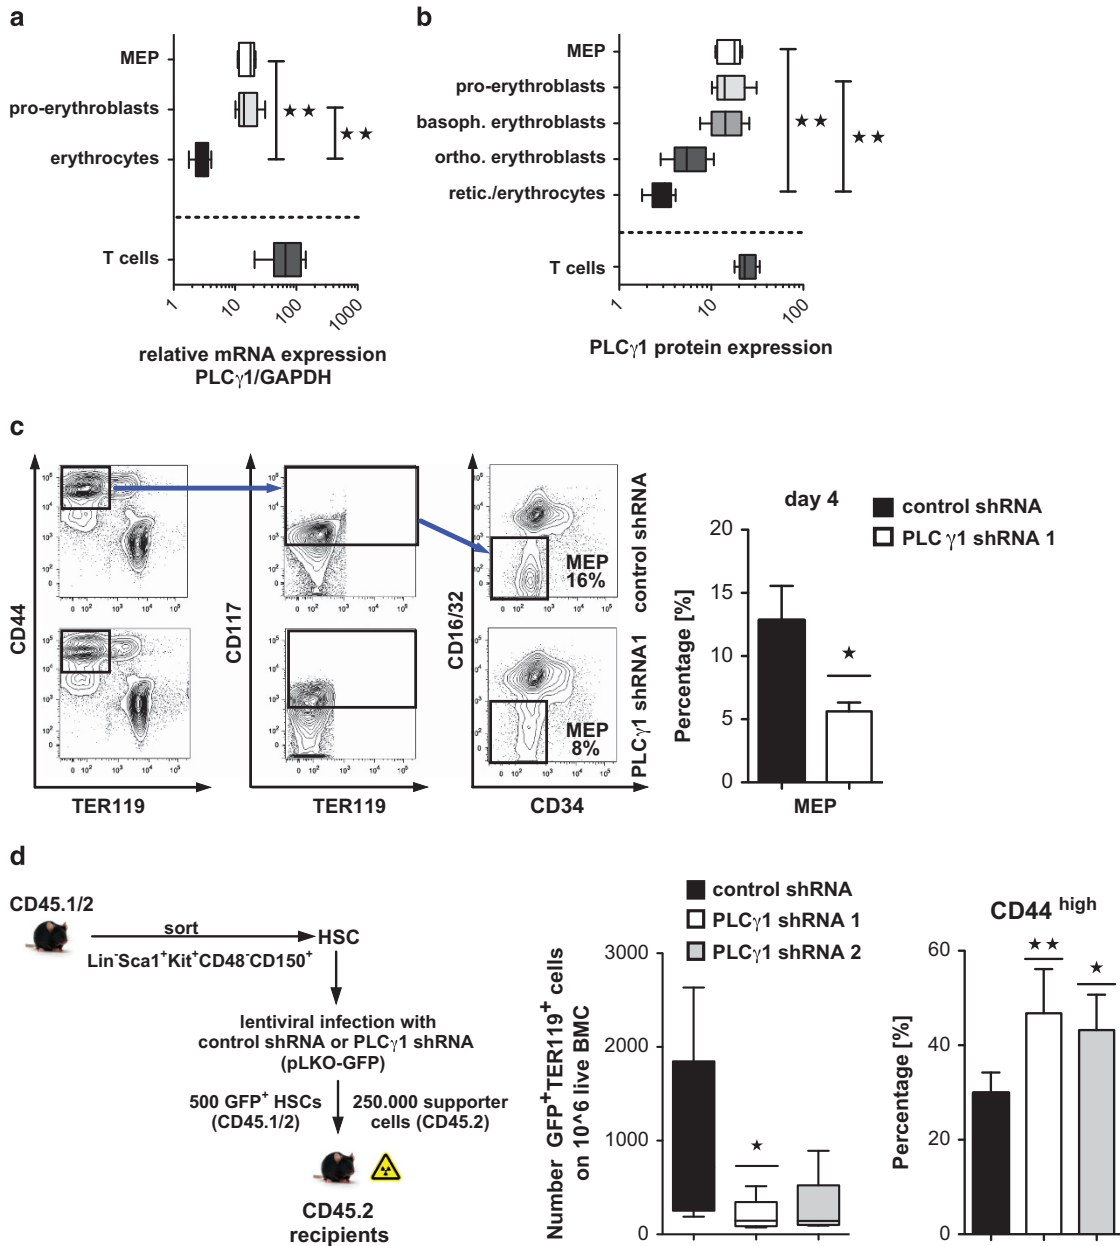 a
MEP
pro-erythroblasts
erythrocytes
T cells
★★
★★
1
10
100
1000
relative mRNA expression
PLCγ1/GAPDH
b
MEP
pro-erythroblasts
basoph. erythroblasts
ortho. erythroblasts
retic./erythrocytes
T cells
★★
★★
1
10
100
PLCγ1 protein expression
c
CD44
TER119
CD117
TER119
CD16/32
CD34
MEP
16%
MEP
8%
control shRNA
PLCγ1 shRNA1
day 4
control shRNA
PLCγ1 shRNA 1
Percentage [%]
20
15
10
5
0
★
MEP
d
CD45.1/2
sort
Lin⁻Sca1⁺Kit⁺CD48⁻CD150⁺
HSC
lentiviral infection with
control shRNA or PLCγ1 shRNA
(pLKO-GFP)
500 GFP⁺ HSCs
(CD45.1/2)
250.000 supporter
cells (CD45.2)
CD45.2
recipients
control shRNA
PLCγ1 shRNA 1
PLCγ1 shRNA 2
Number GFP⁺TER119⁺ cells
on 10^6 live BMC
3000
2000
1000
0
★
CD44 high
Percentage [%]
60
40
20
0
★★
★